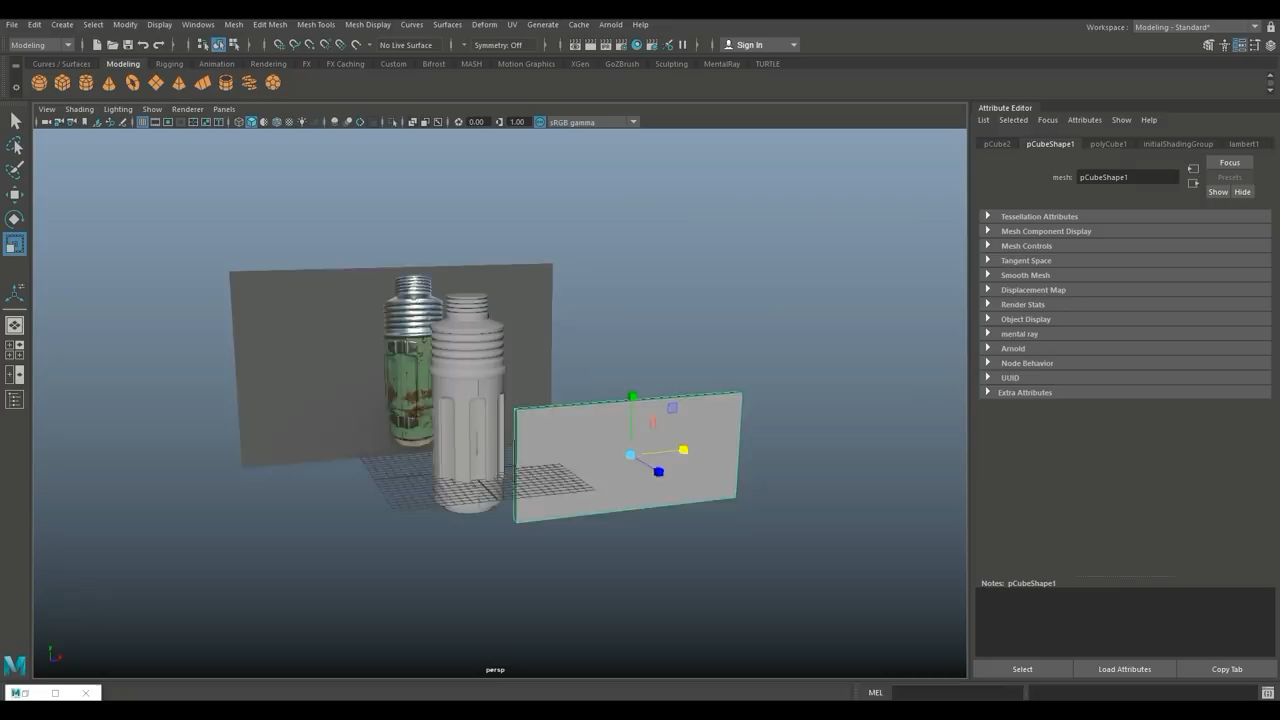 File Edit Create Select Modify Display Windows Mesh Edit Mesh Mesh Tools Mesh Display Curves Surfaces Deform UV Generate Cache Arnold Help
Workspace : Modeling - Standard*
Modeling
No Live Surface
Symmetry: Off
Sign In
Curves / Surfaces Modeling Rigging Animation Rendering FX FX Caching Custom Bifrost MASH Motion Graphics XGen GoZBrush Sculpting MentalRay TURTLE
View Shading Lighting Show Renderer Panels
0.00 1.00 sRGB gamma
Attribute Editor
List Selected Focus Attributes Show Help
pCube2 pCubeShape1 polyCube1 initialShadingGroup lambert1
mesh: pCubeShape1
Focus
Presets
Show Hide
Tessellation Attributes
Mesh Component Display
Mesh Controls
Tangent Space
Smooth Mesh
Displacement Map
Render Stats
Object Display
mental ray
Arnold
Node Behavior
UUID
Extra Attributes
Notes: pCubeShape1
Select Load Attributes Copy Tab
persp
MEL